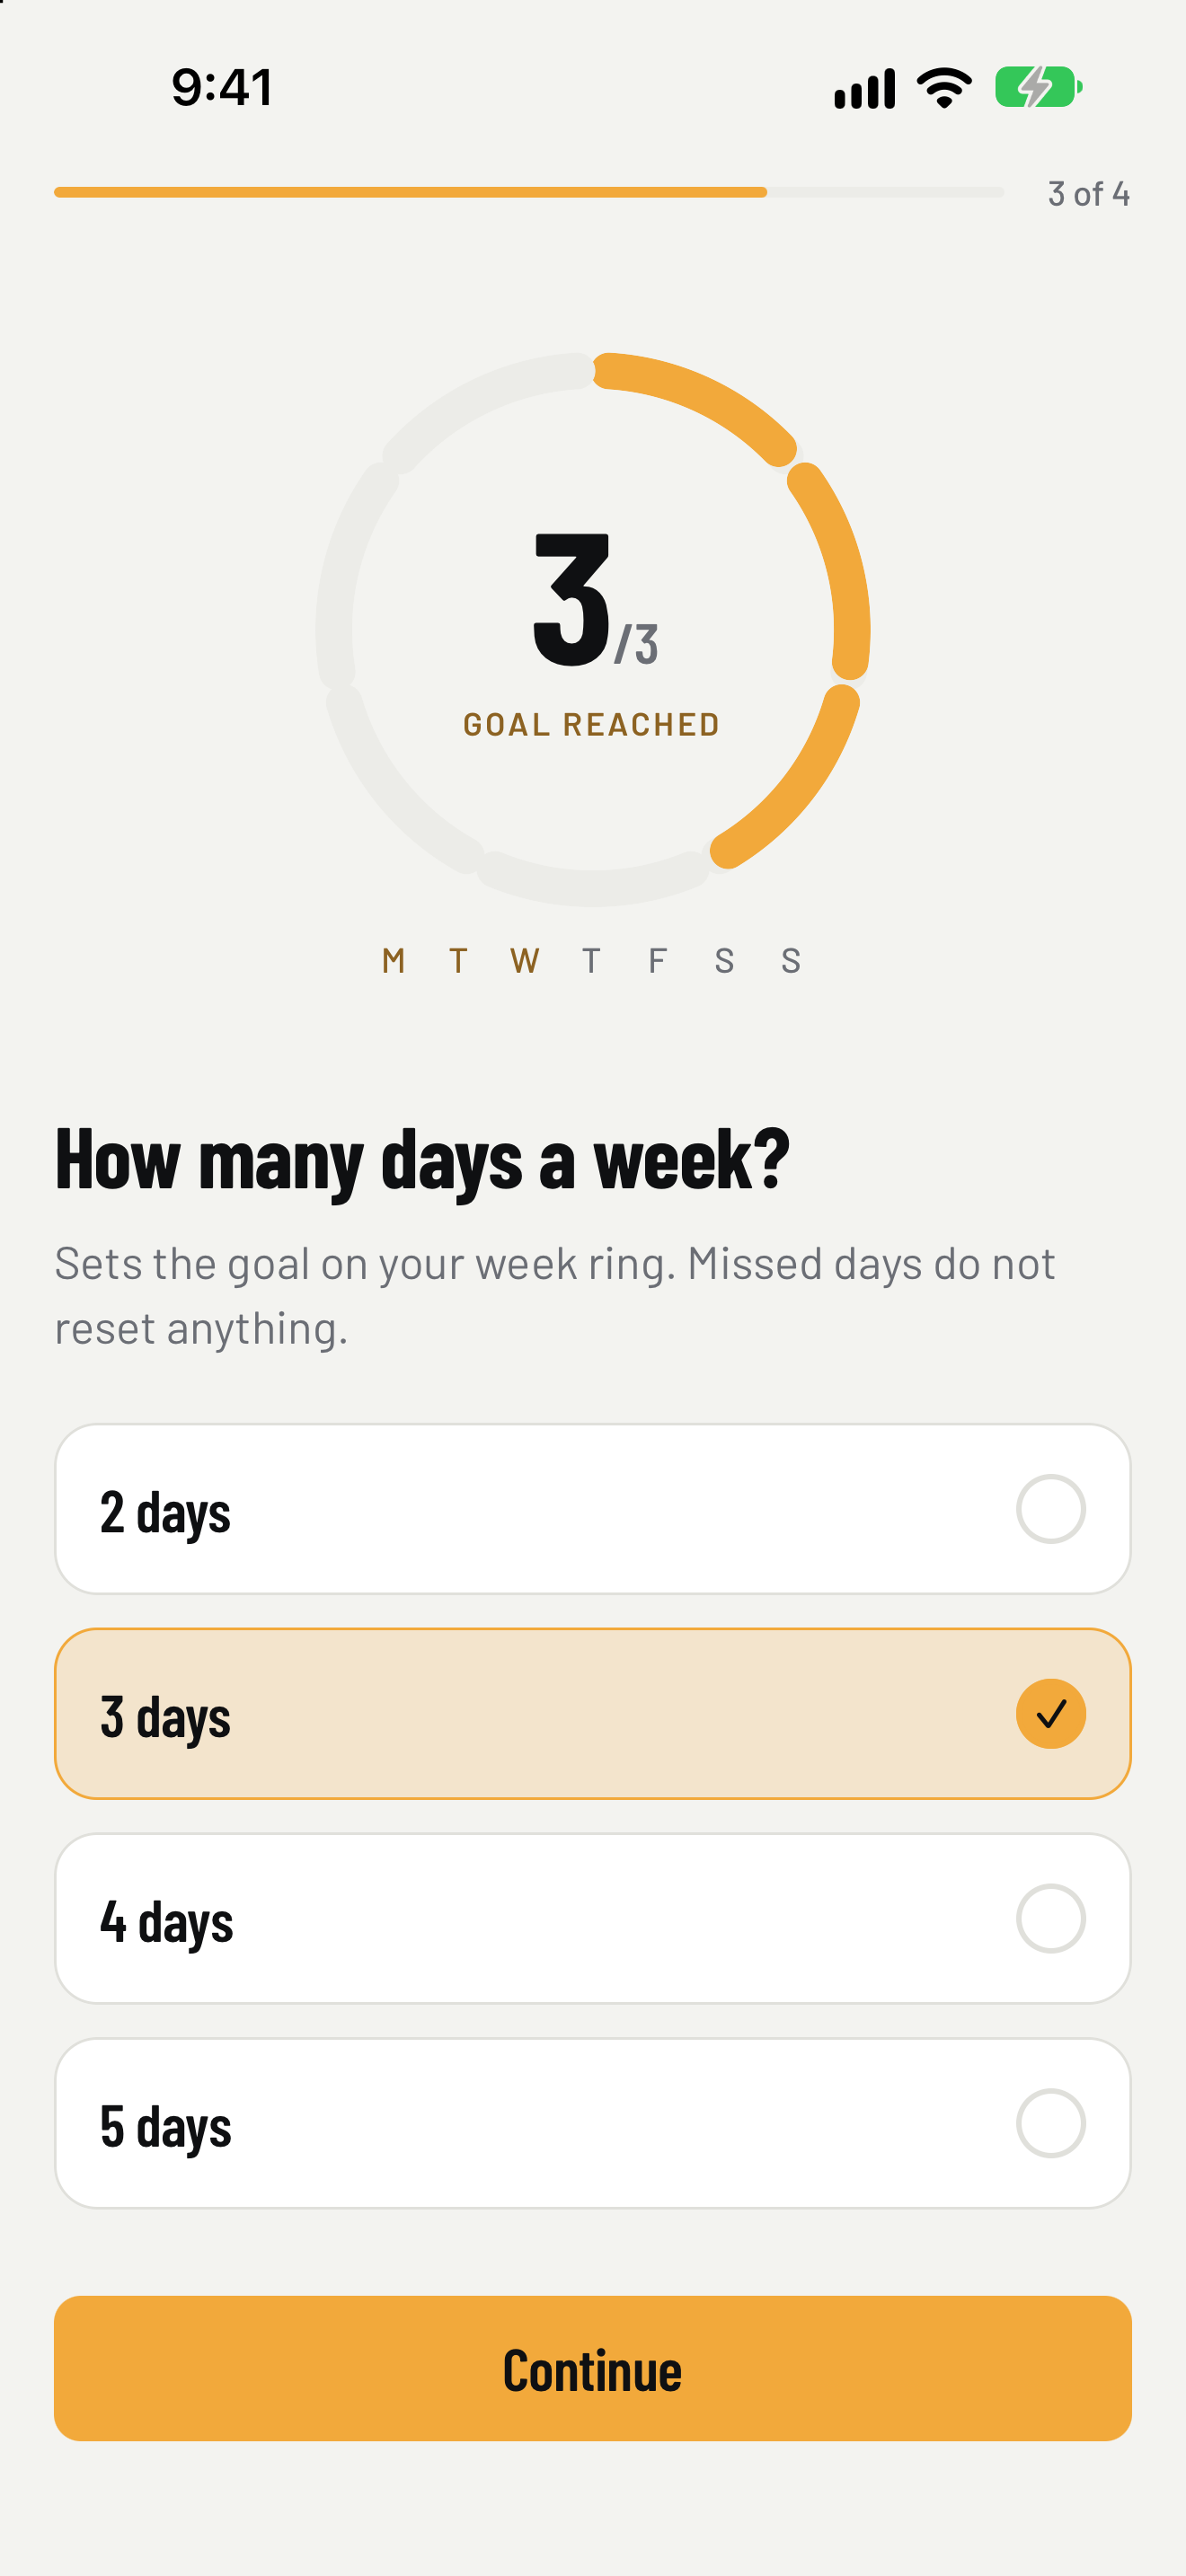 9:41
3 of 4
3/3
GOAL REACHED
M T W T F S S
How many days a week?
Sets the goal on your week ring. Missed days do not
reset anything.
2 days
3 days
4 days
5 days
Continue